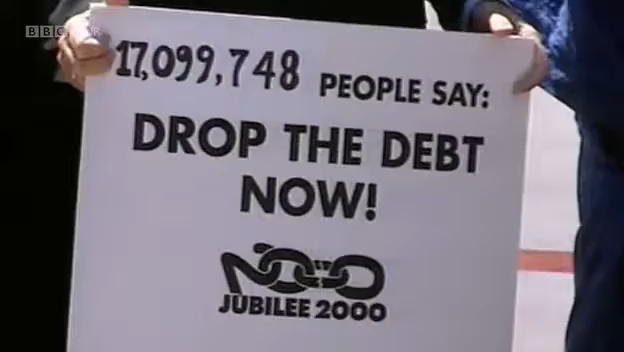 BBC
17,099,748 PEOPLE SAY:
DROP THE DEBT
NOW!
2000
JUBILEE 2000